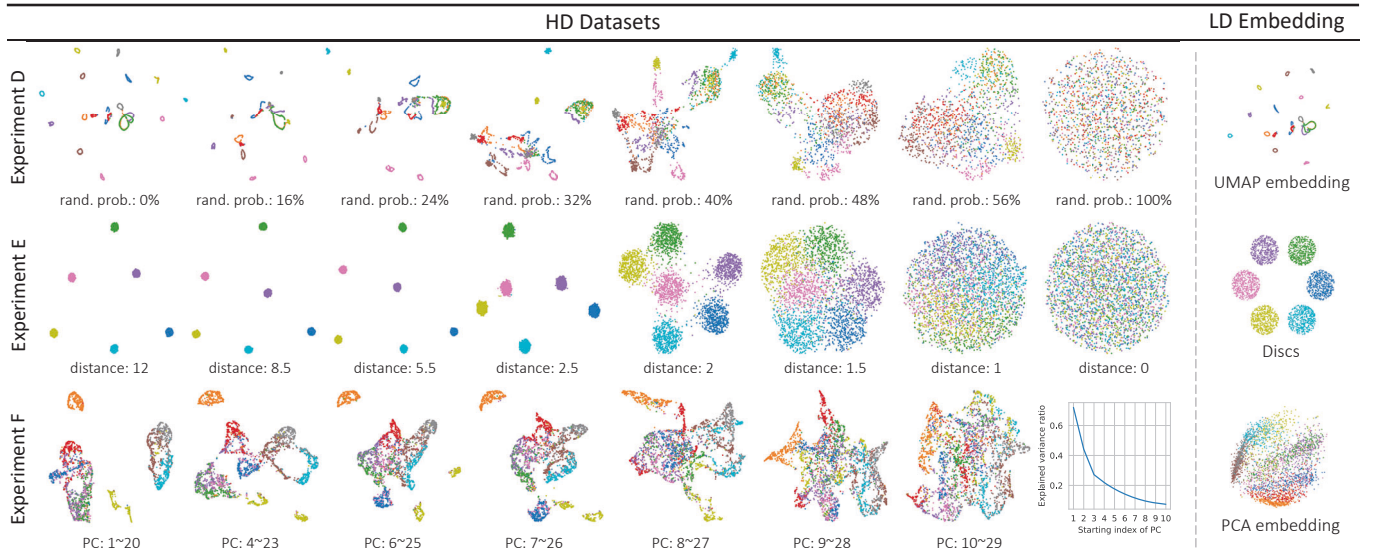 HD Datasets
LD Embedding
Experiment D
rand. prob.: 0%
rand. prob.: 16%
rand. prob.: 24%
rand. prob.: 32%
rand. prob.: 40%
rand. prob.: 48%
rand. prob.: 56%
rand. prob.: 100%
UMAP embedding
Experiment E
distance: 12
distance: 8.5
distance: 5.5
distance: 2.5
distance: 2
distance: 1.5
distance: 1
distance: 0
Discs
Experiment F
PC: 1~20
PC: 4~23
PC: 6~25
PC: 7~26
PC: 8~27
PC: 9~28
PC: 10~29
Explained variance ratio
0.6
0.4
0.2
1 2 3 4 5 6 7 8 9 10
Starting index of PC
PCA embedding